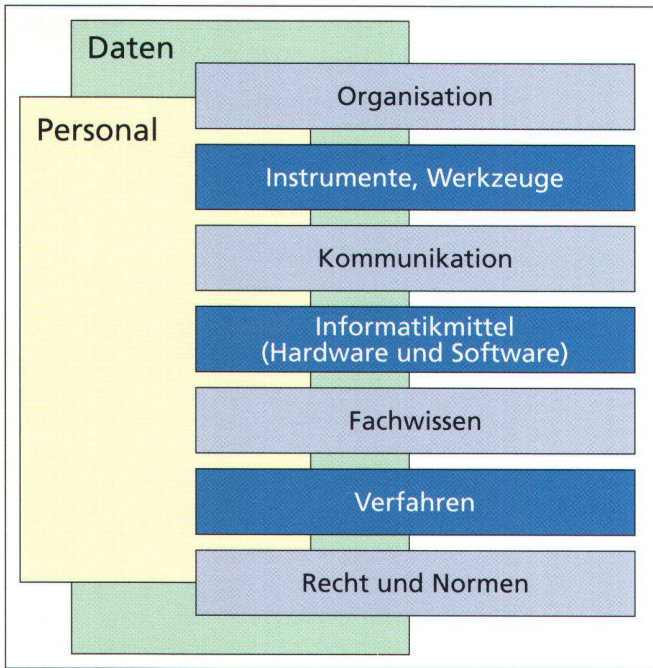 Daten
Personal
Organisation
Instrumente, Werkzeuge
Kommunikation
Informatikmittel
(Hardware und Software)
Fachwissen
Verfahren
Recht und Normen